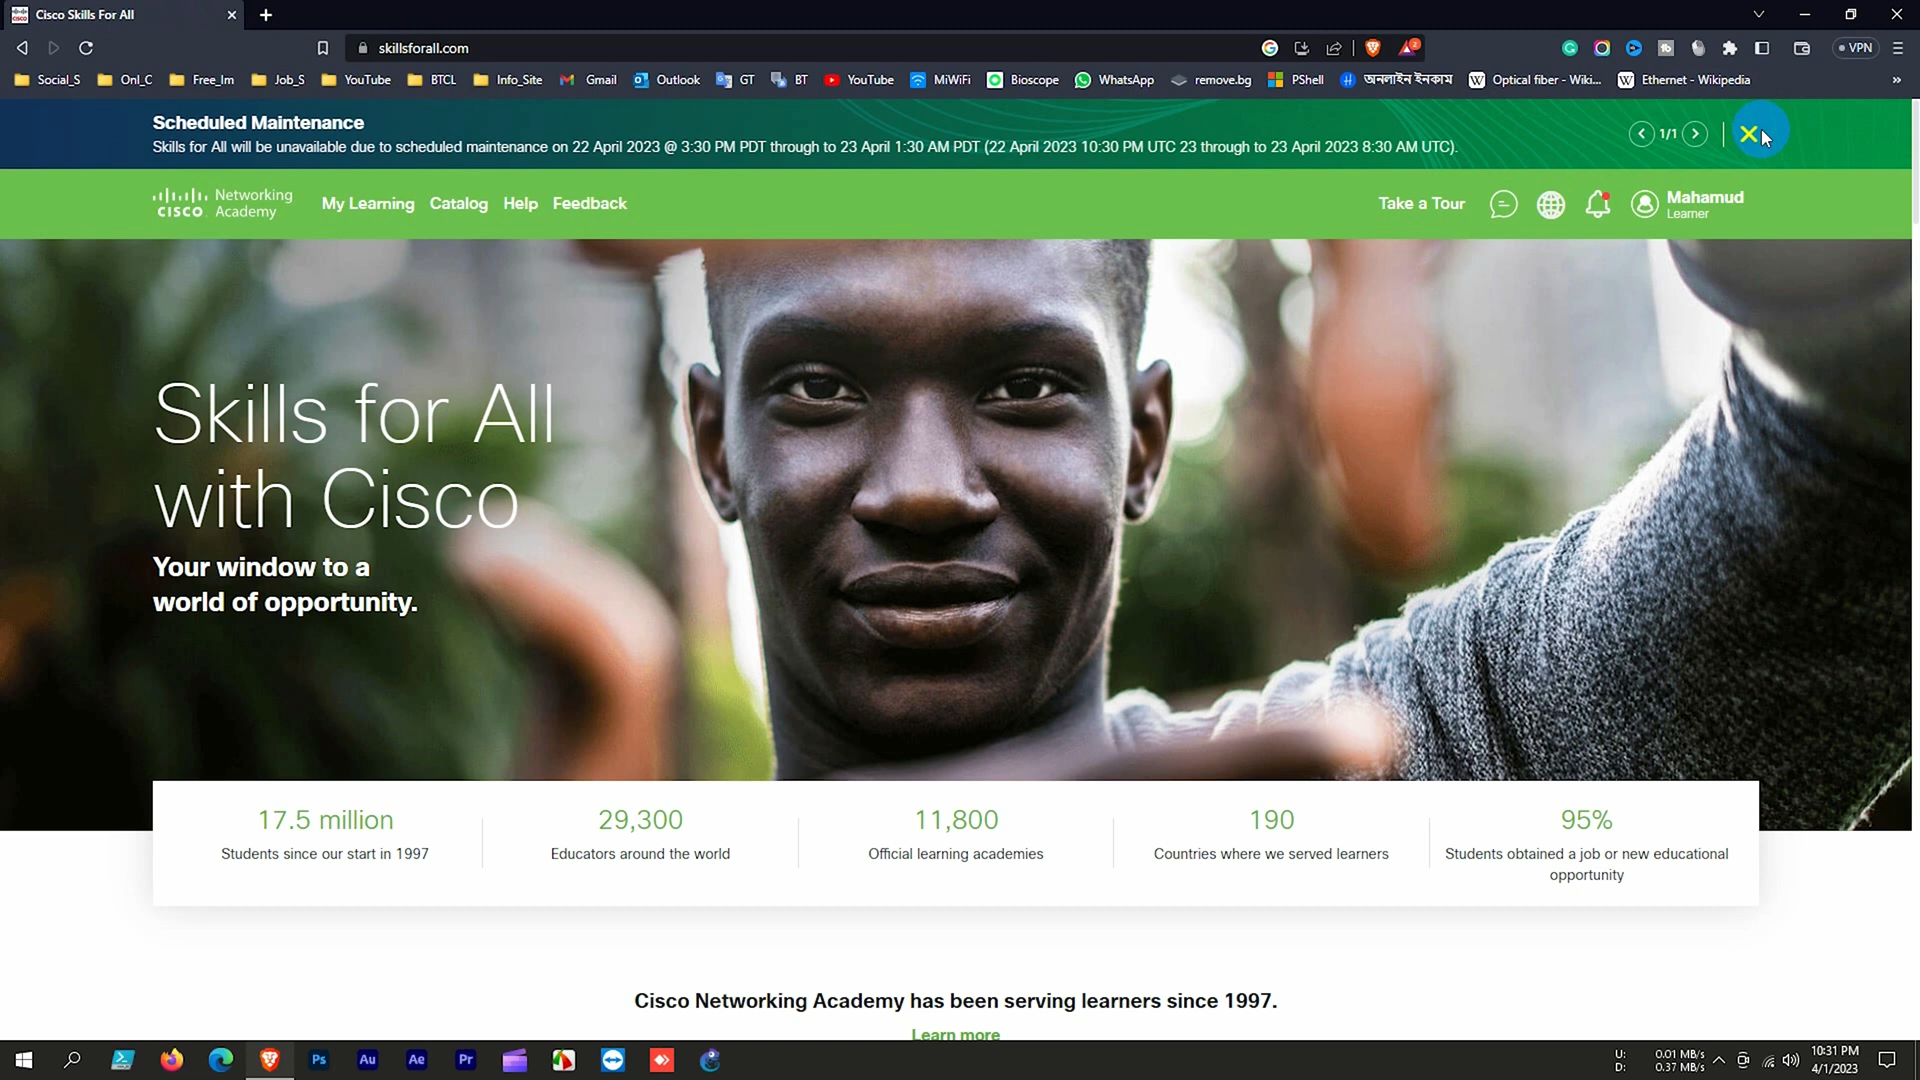 Cisco Skills For All
skillsforall.com
2
VPN
Social_S
Onl_C
Free_Im
Job_S
YouTube
BTCL
Info_Site
Gmail
Outlook
GT
BT
YouTube
MiWiFi
Bioscope
WhatsApp
remove.bg
PShell
অনলাইন ইনকাম
Optical fiber - Wiki...
Ethernet - Wikipedia
Scheduled Maintenance
Skills for All will be unavailable due to scheduled maintenance on 22 April 2023 @ 3:30 PM PDT through to 23 April 1:30 AM PDT (22 April 2023 10:30 PM UTC 23 through to 23 April 2023 8:30 AM UTC).
1/1
CISCO Networking Academy
My Learning
Catalog
Help
Feedback
Take a Tour
Mahamud
Learner
Skills for All
with Cisco
Your window to a
world of opportunity.
17.5 million
Students since our start in 1997
29,300
Educators around the world
11,800
Official learning academies
190
Countries where we served learners
95%
Students obtained a job or new educational
opportunity
Cisco Networking Academy has been serving learners since 1997.
Learn more
Ps
Au
Ae
Pr
U: 0.01 MB/s
D: 0.37 MB/s
10:31 PM
4/1/2023